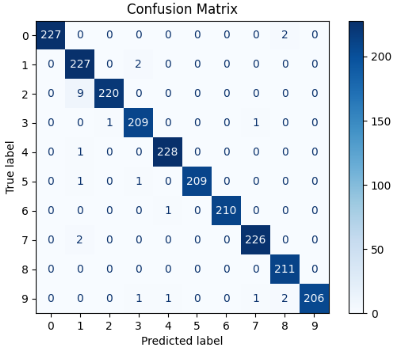 Confusion Matrix
0 227 0 0 0 0 0 0 0 2 0
1 0 227 0 2 0 0 0 0 0 0
2 0 9 220 0 0 0 0 0 0 0
3 0 0 1 209 0 0 0 1 0 0
4 0 1 0 0 228 0 0 0 0 0
5 0 1 0 1 0 209 0 0 0 0
6 0 0 0 0 1 0 210 0 0 0
7 0 2 0 0 0 0 0 226 0 0
8 0 0 0 0 0 0 0 0 211 0
9 0 0 0 1 1 0 0 1 2 206
0 1 2 3 4 5 6 7 8 9
Predicted label
True label
200
150
100
50
0